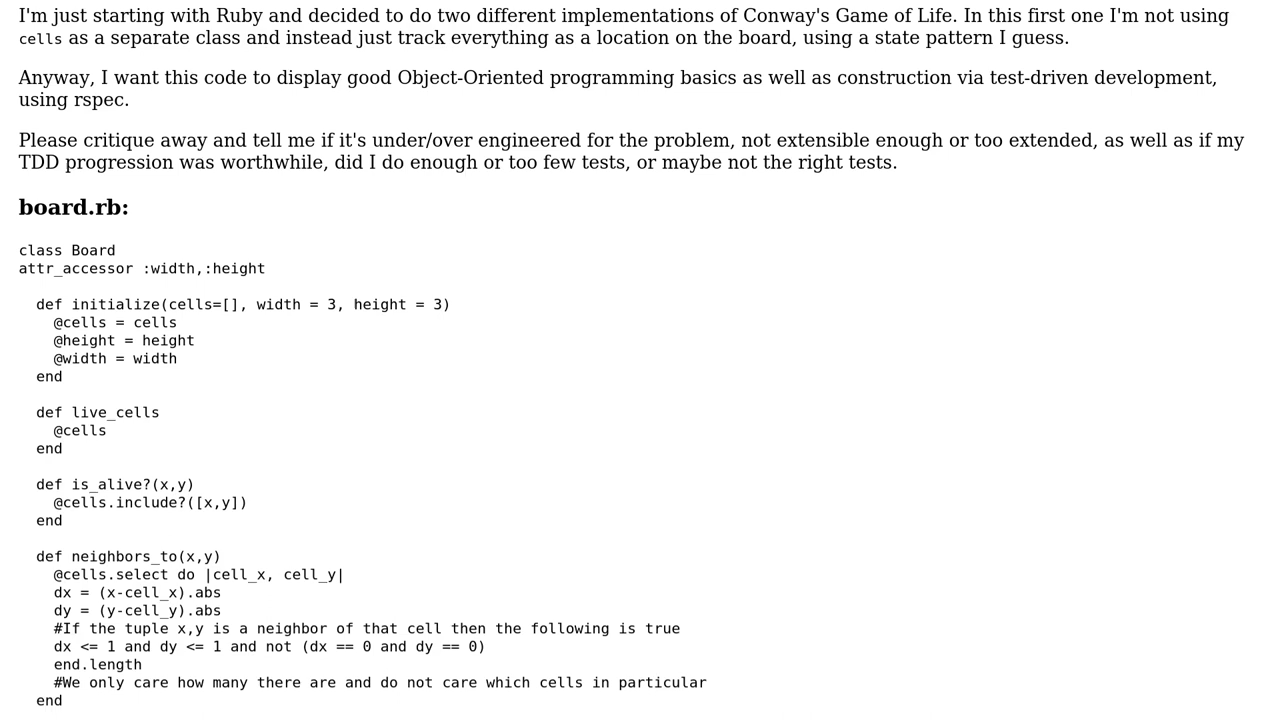 I'm just starting with Ruby and decided to do two different implementations of Conway's Game of Life. In this first one I'm not using
cells as a separate class and instead just track everything as a location on the board, using a state pattern I guess.
Anyway, I want this code to display good Object-Oriented programming basics as well as construction via test-driven development,
using rspec.
Please critique away and tell me if it's under/over engineered for the problem, not extensible enough or too extended, as well as if my
TDD progression was worthwhile, did I do enough or too few tests, or maybe not the right tests.
board.rb:
class Board
attr_accessor :width,:height
  def initialize(cells=[], width = 3, height = 3)
    @cells = cells
    @height = height
    @width = width
  end
  def live_cells
    @cells
  end
  def is_alive?(x,y)
    @cells.include?([x,y])
  end
  def neighbors_to(x,y)
    @cells.select do |cell_x, cell_y|
    dx = (x-cell_x).abs
    dy = (y-cell_y).abs
    #If the tuple x,y is a neighbor of that cell then the following is true
    dx <= 1 and dy <= 1 and not (dx == 0 and dy == 0)
    end.length
    #We only care how many there are and do not care which cells in particular
  end